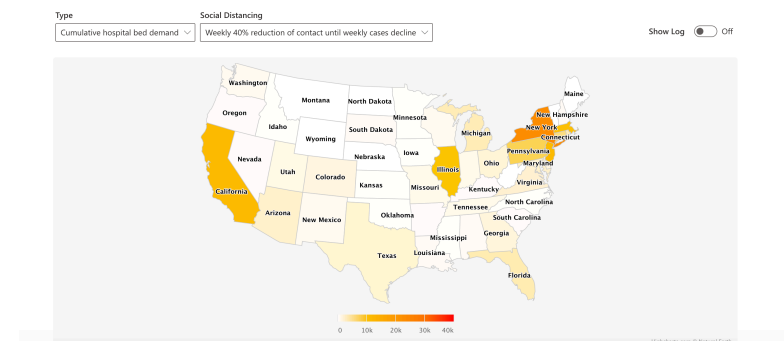 Type
Social Distancing
Cumulative hospital bed demand
Weekly 40% reduction of contact until weekly cases decline
Show Log
Off
Washington
Maine
Montana
North Dakota
Oregon
Minnesota
New Hampshire
Idaho
South Dakota
New York
Michigan
Connecticut
Wyoming
Iowa
Pennsylvania
Nebraska
Nevada
Ohio
Maryland
Utah
Illinois
Colorado
Kansas
Missouri
Virginia
Kentucky
California
North Carolina
Tennessee
Arizona
Oklahoma
New Mexico
South Carolina
Georgia
Mississippi
Texas
Louisiana
Florida
0 10k 20k 30k 40k